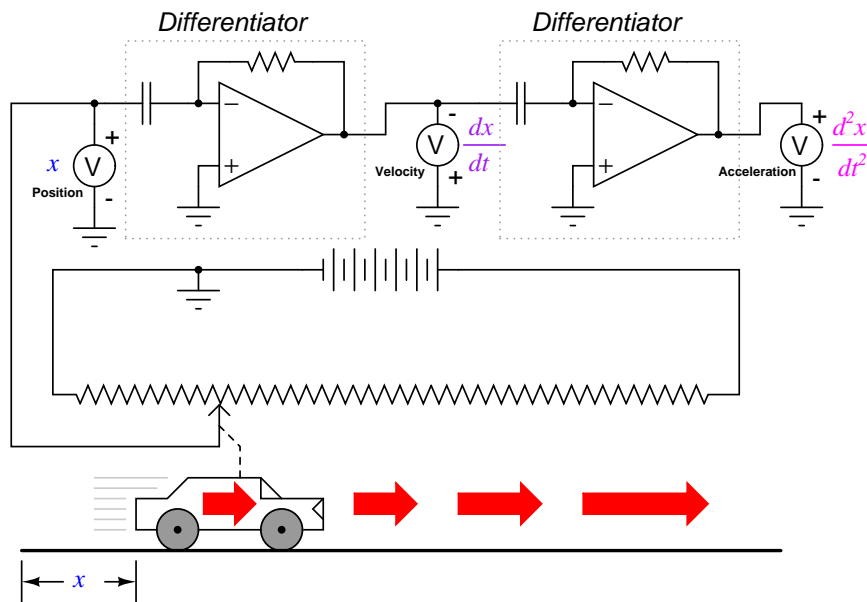 Differentiator
Differentiator
−
+
+
V
-
x
Position
-
V
+
dx
dt
Velocity
−
+
+
V
-
d²x
dt²
Acceleration
x